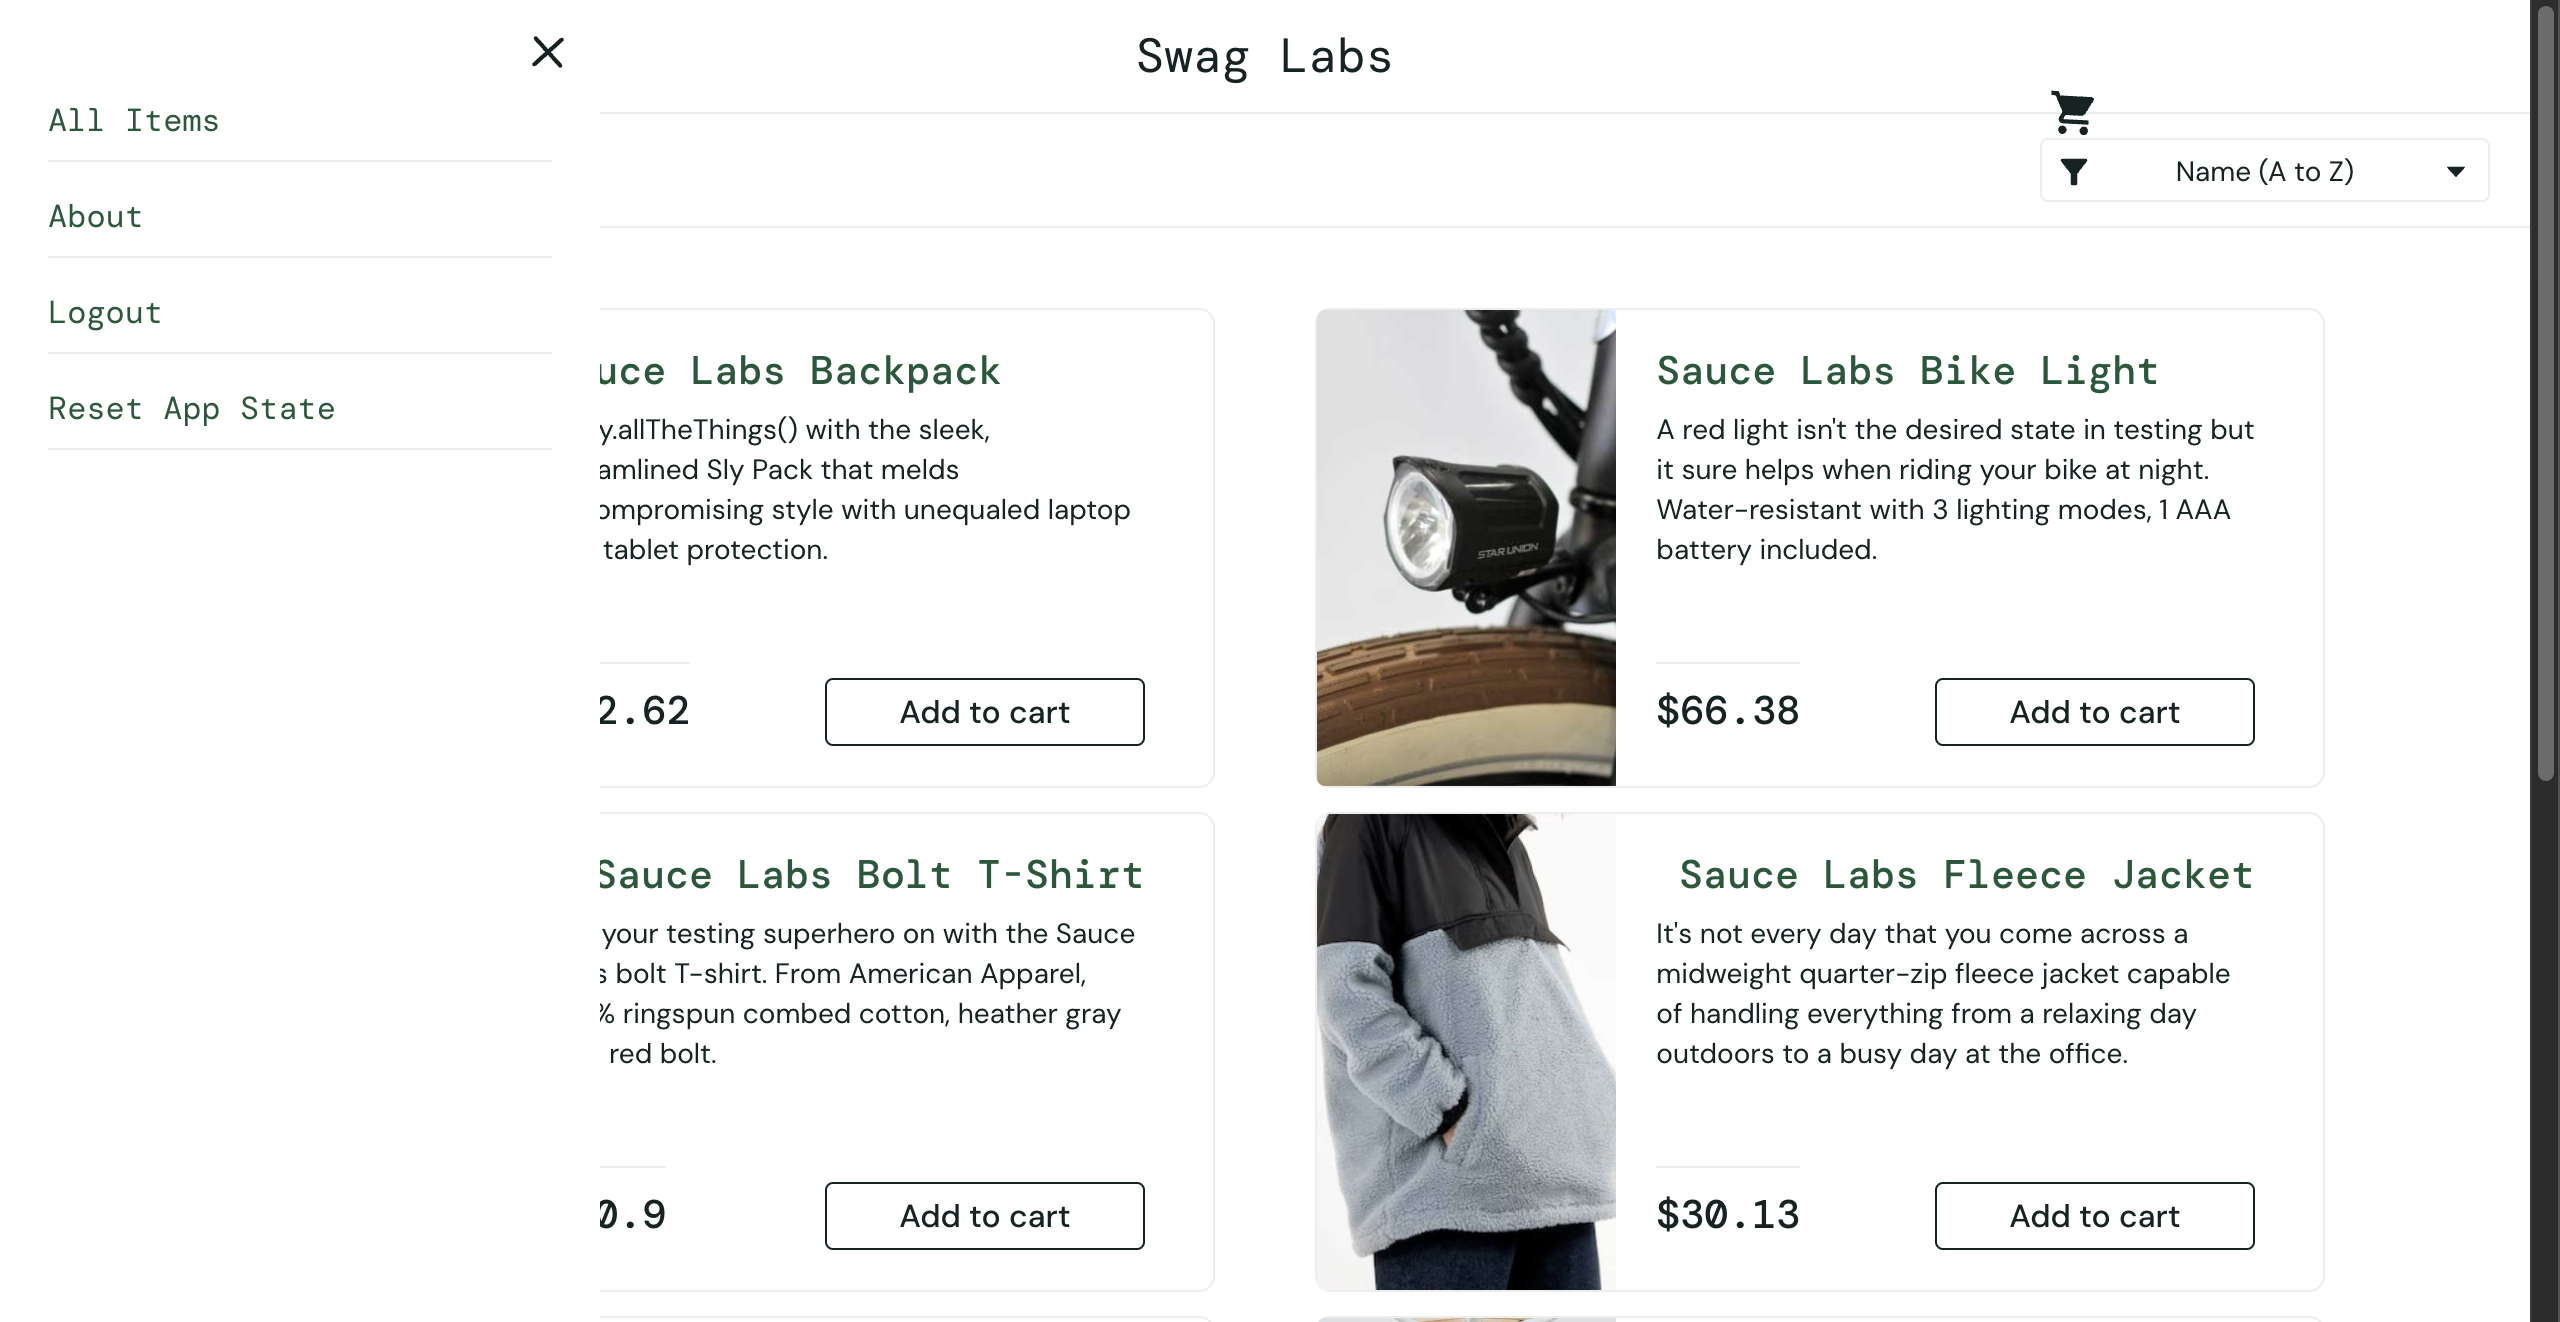 Swag Labs
All Items
About
Logout
Reset App State
Name (A to Z)
uce Labs Backpack
y.allTheThings() with the sleek,
amlined Sly Pack that melds
ompromising style with unequaled laptop
tablet protection.
2.62
Add to cart
STAR UNION
Sauce Labs Bike Light
A red light isn't the desired state in testing but
it sure helps when riding your bike at night.
Water-resistant with 3 lighting modes, 1 AAA
battery included.
$66.38
Add to cart
Sauce Labs Bolt T-Shirt
your testing superhero on with the Sauce
s bolt T-shirt. From American Apparel,
% ringspun combed cotton, heather gray
red bolt.
0.9
Add to cart
Sauce Labs Fleece Jacket
It's not every day that you come across a
midweight quarter-zip fleece jacket capable
of handling everything from a relaxing day
outdoors to a busy day at the office.
$30.13
Add to cart